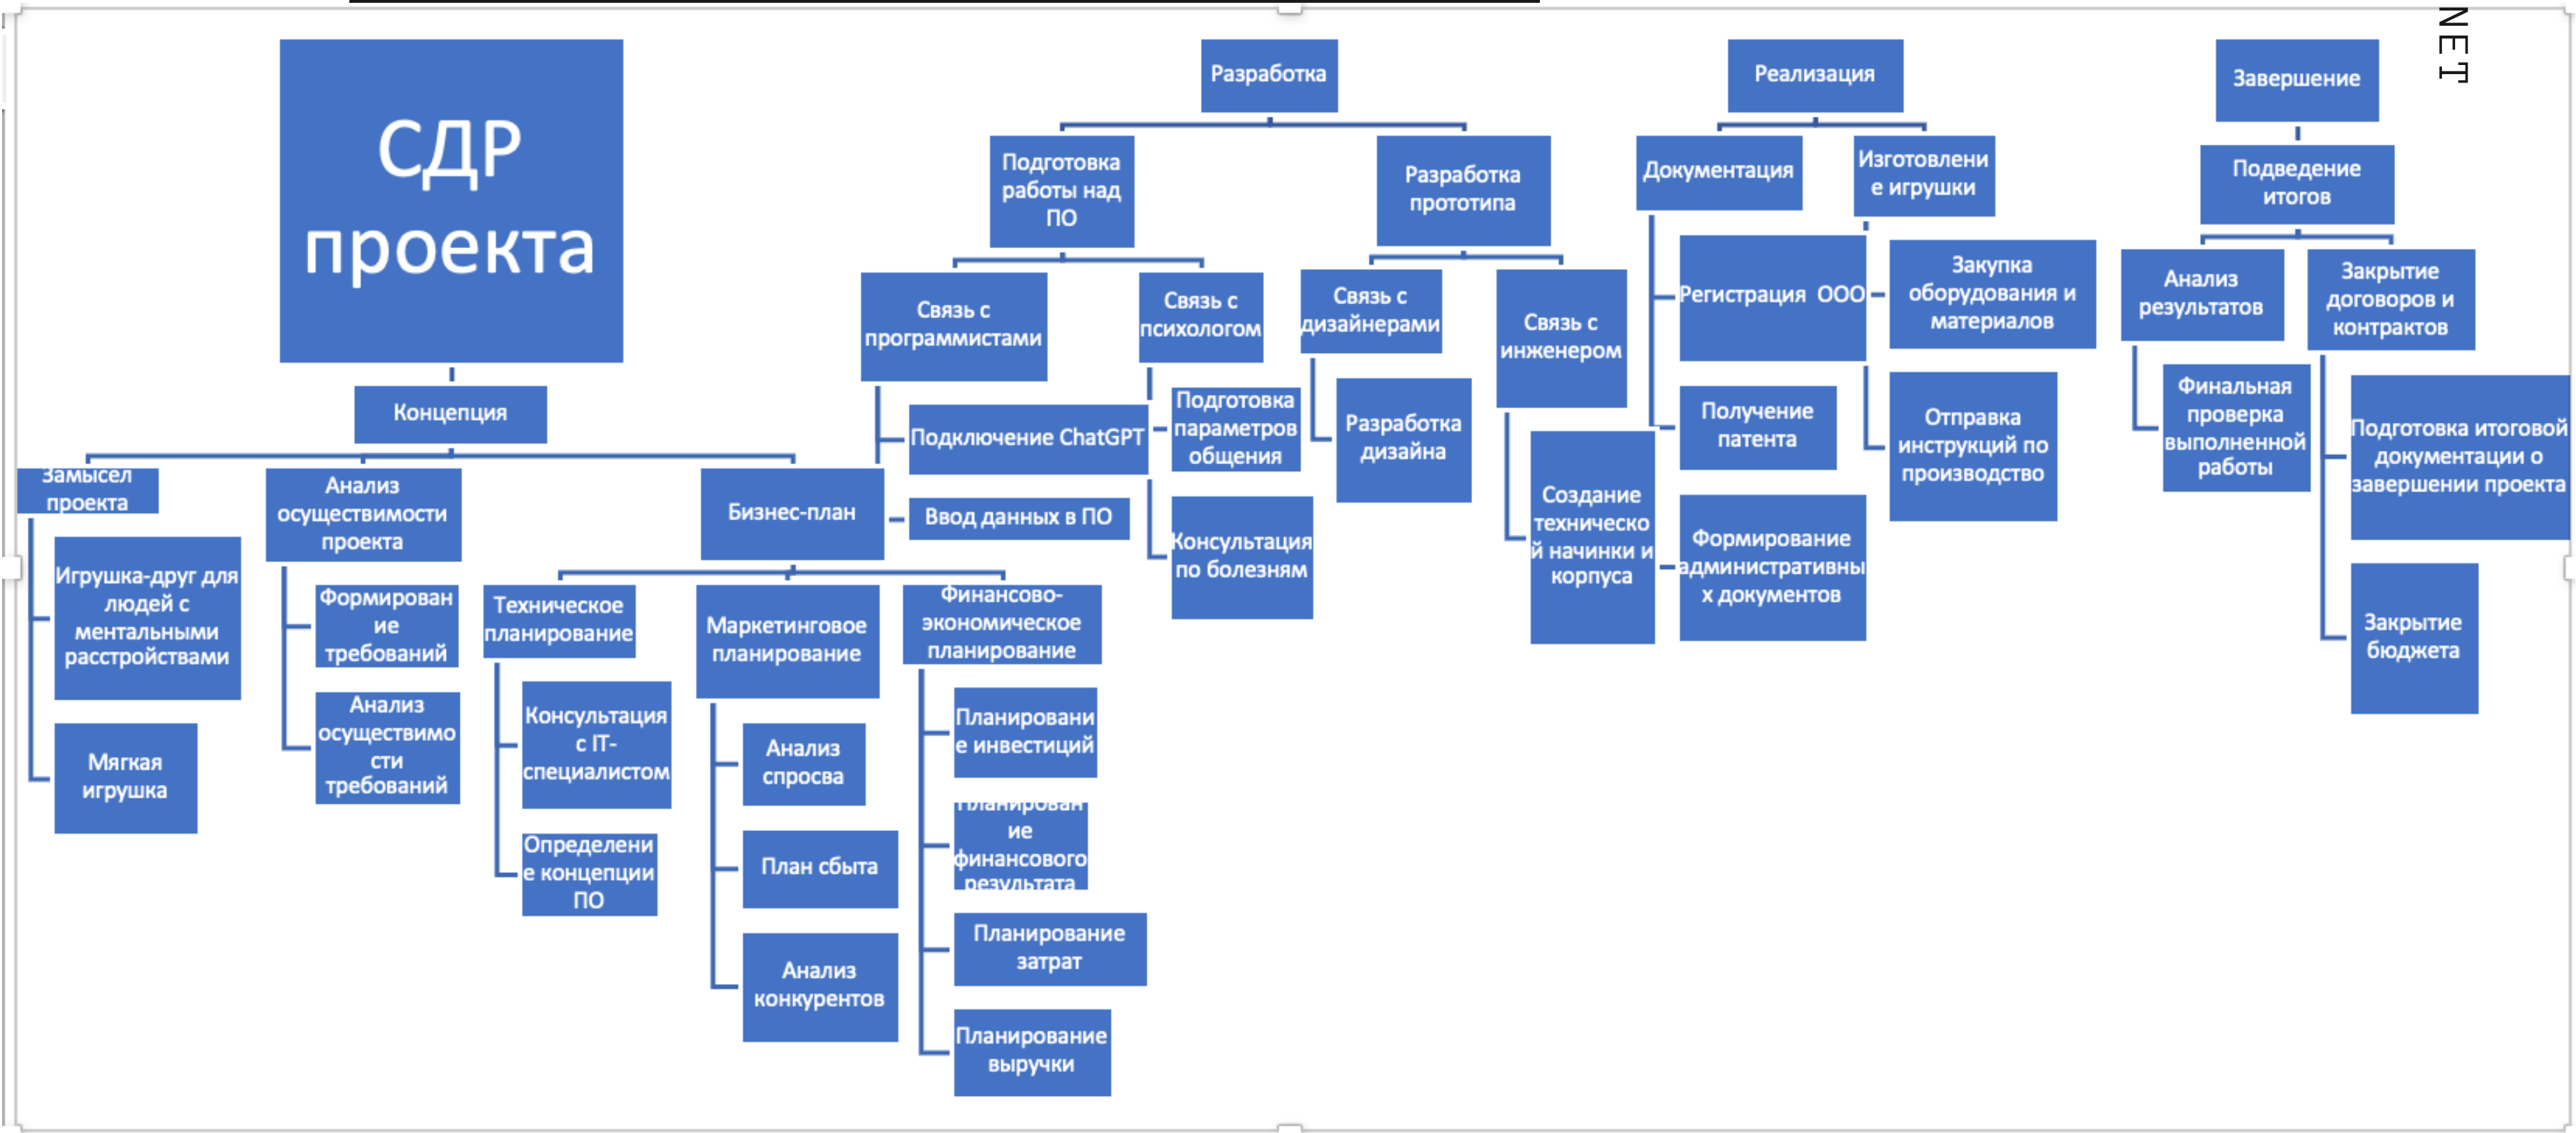 СДР
проекта
Концепция
Замысел
проекта
Игрушка-друг для
людей с
ментальными
расстройствами
Мягкая
игрушка
Анализ
осуществимости
проекта
Формирован
ие
требований
Анализ
осуществимо
сти
требований
Бизнес-план
Техническое
планирование
Консультация
с IT-
специалистом
Определени
е концепции
ПО
Маркетинговое
планирование
Анализ
спросва
План сбыта
Анализ
конкурентов
Финансово-
экономическое
планирование
Планировани
е инвестиций
Планирован
ие
финансового
результата
Планирование
затрат
Планирование
выручки
Разработка
Подготовка
работы над
ПО
Связь с
программистами
Подключение ChatGPT
Ввод данных в ПО
Связь с
психологом
Подготовка
параметров
общения
Консультация
по болезням
Разработка
прототипа
Связь с
дизайнерами
Разработка
дизайна
Связь с
инженером
Создание
техническо
й начинки и
корпуса
Реализация
Документация
Регистрация ООО
Получение
патента
Формирование
административны
х документов
Изготовлени
е игрушки
Закупка
оборудования и
материалов
Отправка
инструкций по
производство
Завершение
Подведение
итогов
Анализ
результатов
Финальная
проверка
выполненной
работы
Закрытие
договоров и
контрактов
Подготовка итоговой
документации о
завершении проекта
Закрытие
бюджета
NET